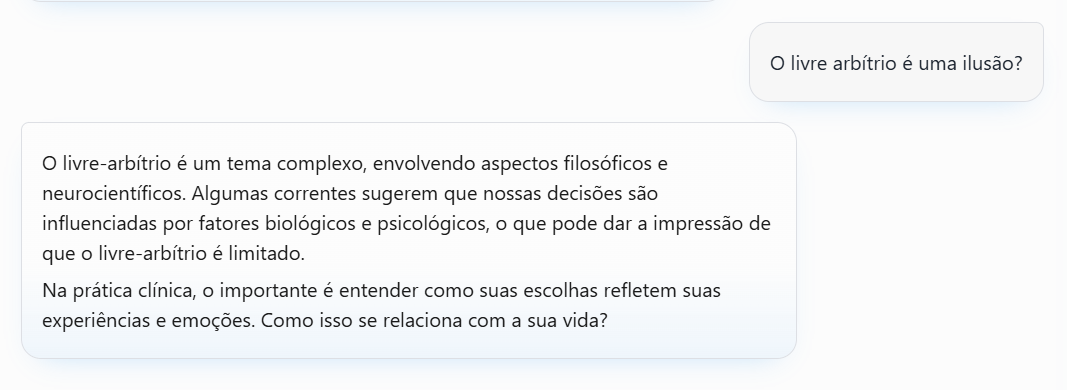 O livre arbítrio é uma ilusão?
O livre-arbítrio é um tema complexo, envolvendo aspectos filosóficos e
neurocientíficos. Algumas correntes sugerem que nossas decisões são
influenciadas por fatores biológicos e psicológicos, o que pode dar a impressão de
que o livre-arbítrio é limitado.
Na prática clínica, o importante é entender como suas escolhas refletem suas
experiências e emoções. Como isso se relaciona com a sua vida?